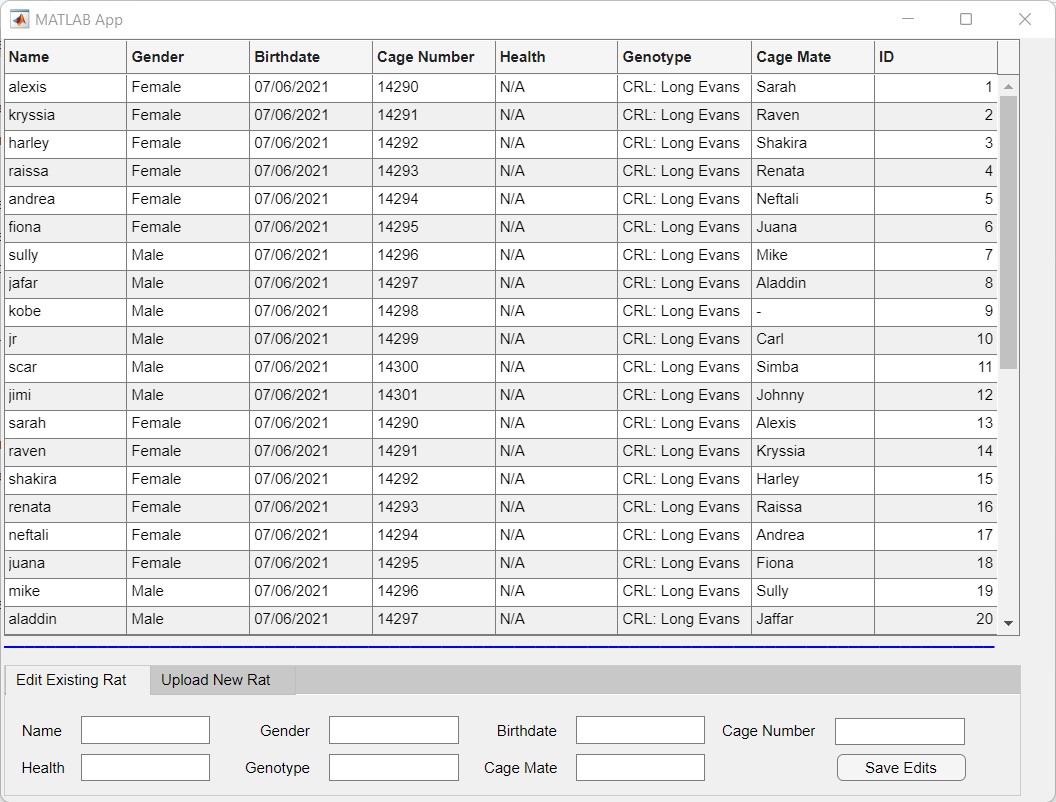 MATLAB App
Name Gender Birthdate Cage Number Health Genotype Cage Mate ID
alexis Female 07/06/2021 14290 N/A CRL: Long Evans Sarah 1
kryssia Female 07/06/2021 14291 N/A CRL: Long Evans Raven 2
harley Female 07/06/2021 14292 N/A CRL: Long Evans Shakira 3
raissa Female 07/06/2021 14293 N/A CRL: Long Evans Renata 4
andrea Female 07/06/2021 14294 N/A CRL: Long Evans Neftali 5
fiona Female 07/06/2021 14295 N/A CRL: Long Evans Juana 6
sully Male 07/06/2021 14296 N/A CRL: Long Evans Mike 7
jafar Male 07/06/2021 14297 N/A CRL: Long Evans Aladdin 8
kobe Male 07/06/2021 14298 N/A CRL: Long Evans - 9
jr Male 07/06/2021 14299 N/A CRL: Long Evans Carl 10
scar Male 07/06/2021 14300 N/A CRL: Long Evans Simba 11
jimi Male 07/06/2021 14301 N/A CRL: Long Evans Johnny 12
sarah Female 07/06/2021 14290 N/A CRL: Long Evans Alexis 13
raven Female 07/06/2021 14291 N/A CRL: Long Evans Kryssia 14
shakira Female 07/06/2021 14292 N/A CRL: Long Evans Harley 15
renata Female 07/06/2021 14293 N/A CRL: Long Evans Raissa 16
neftali Female 07/06/2021 14294 N/A CRL: Long Evans Andrea 17
juana Female 07/06/2021 14295 N/A CRL: Long Evans Fiona 18
mike Male 07/06/2021 14296 N/A CRL: Long Evans Sully 19
aladdin Male 07/06/2021 14297 N/A CRL: Long Evans Jaffar 20
Edit Existing Rat Upload New Rat
Name Gender Birthdate Cage Number
Health Genotype Cage Mate Save Edits